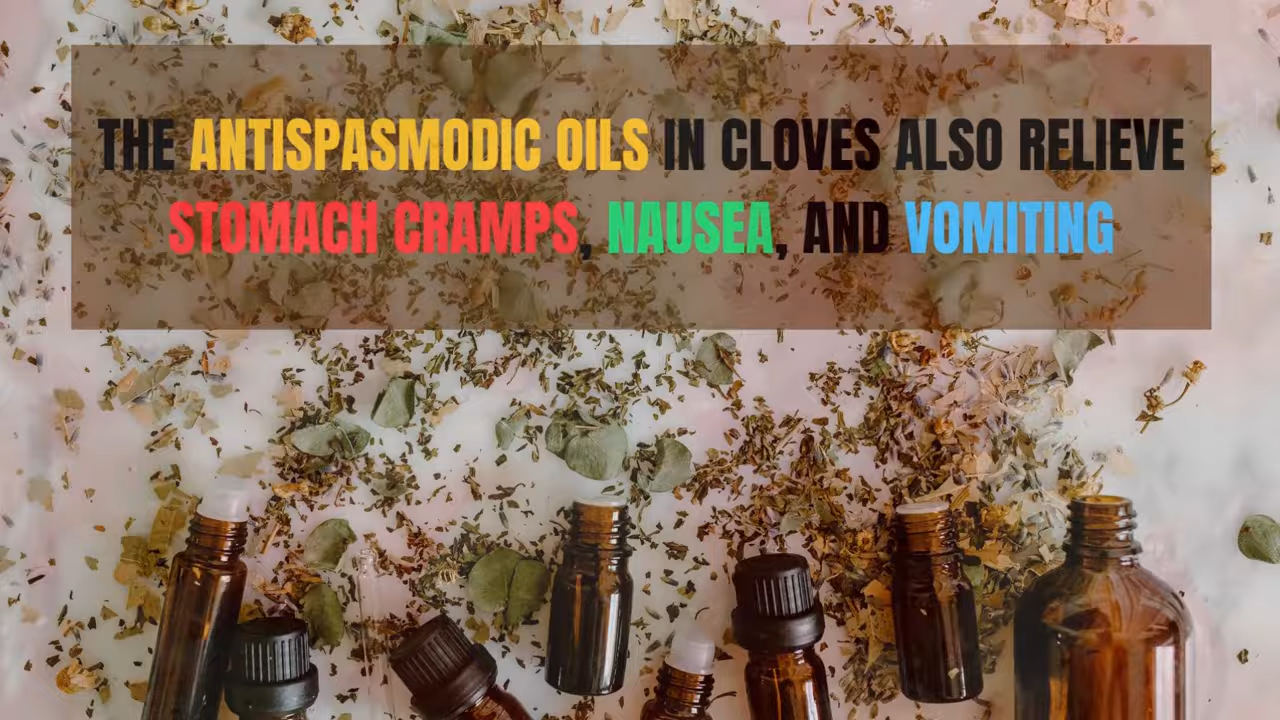 THE ANTISPASMODIC OILS IN CLOVES ALSO RELIEVE
STOMACH CRAMPS, NAUSEA, AND VOMITING